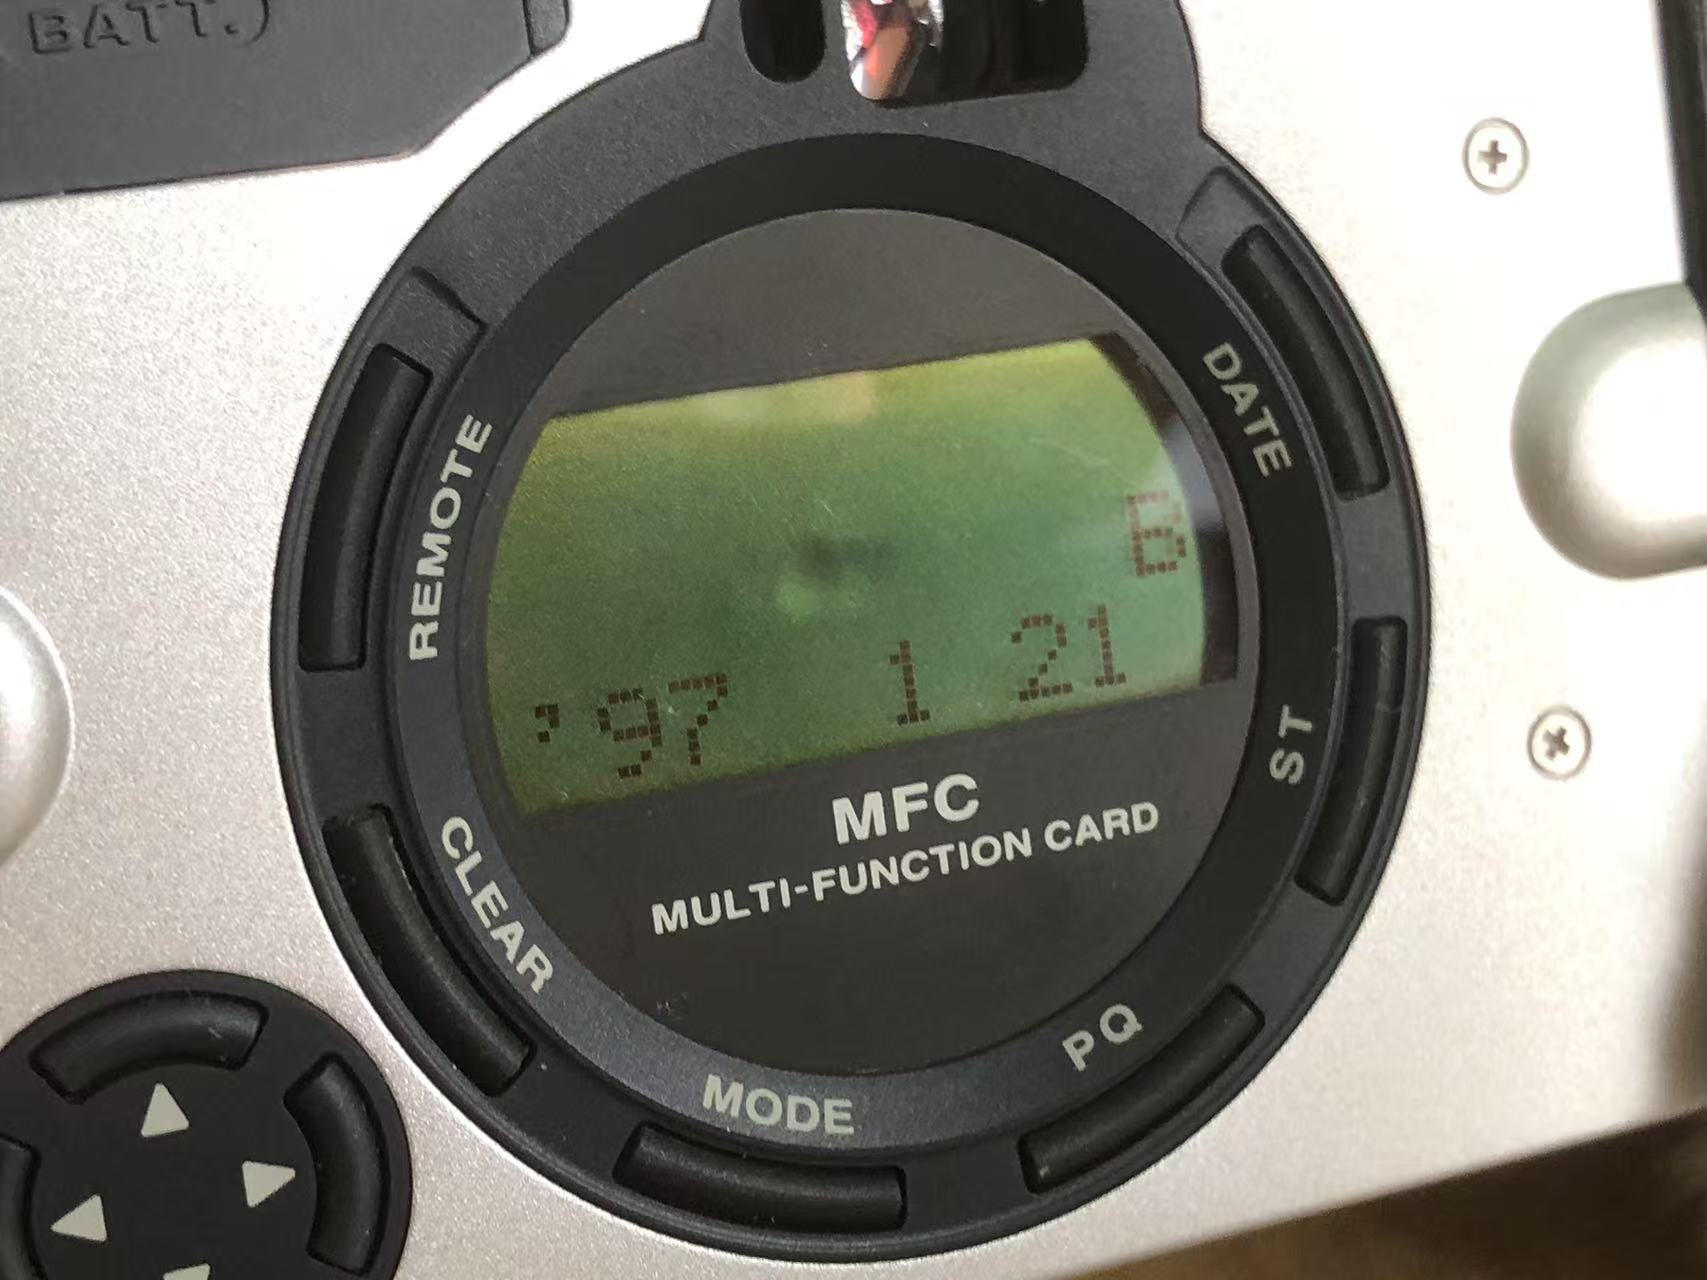 BATT.)
REMOTE
DATE
B
'97 1 21
MFC
MULTI-FUNCTION CARD
ST
CLEAR
PQ
MODE